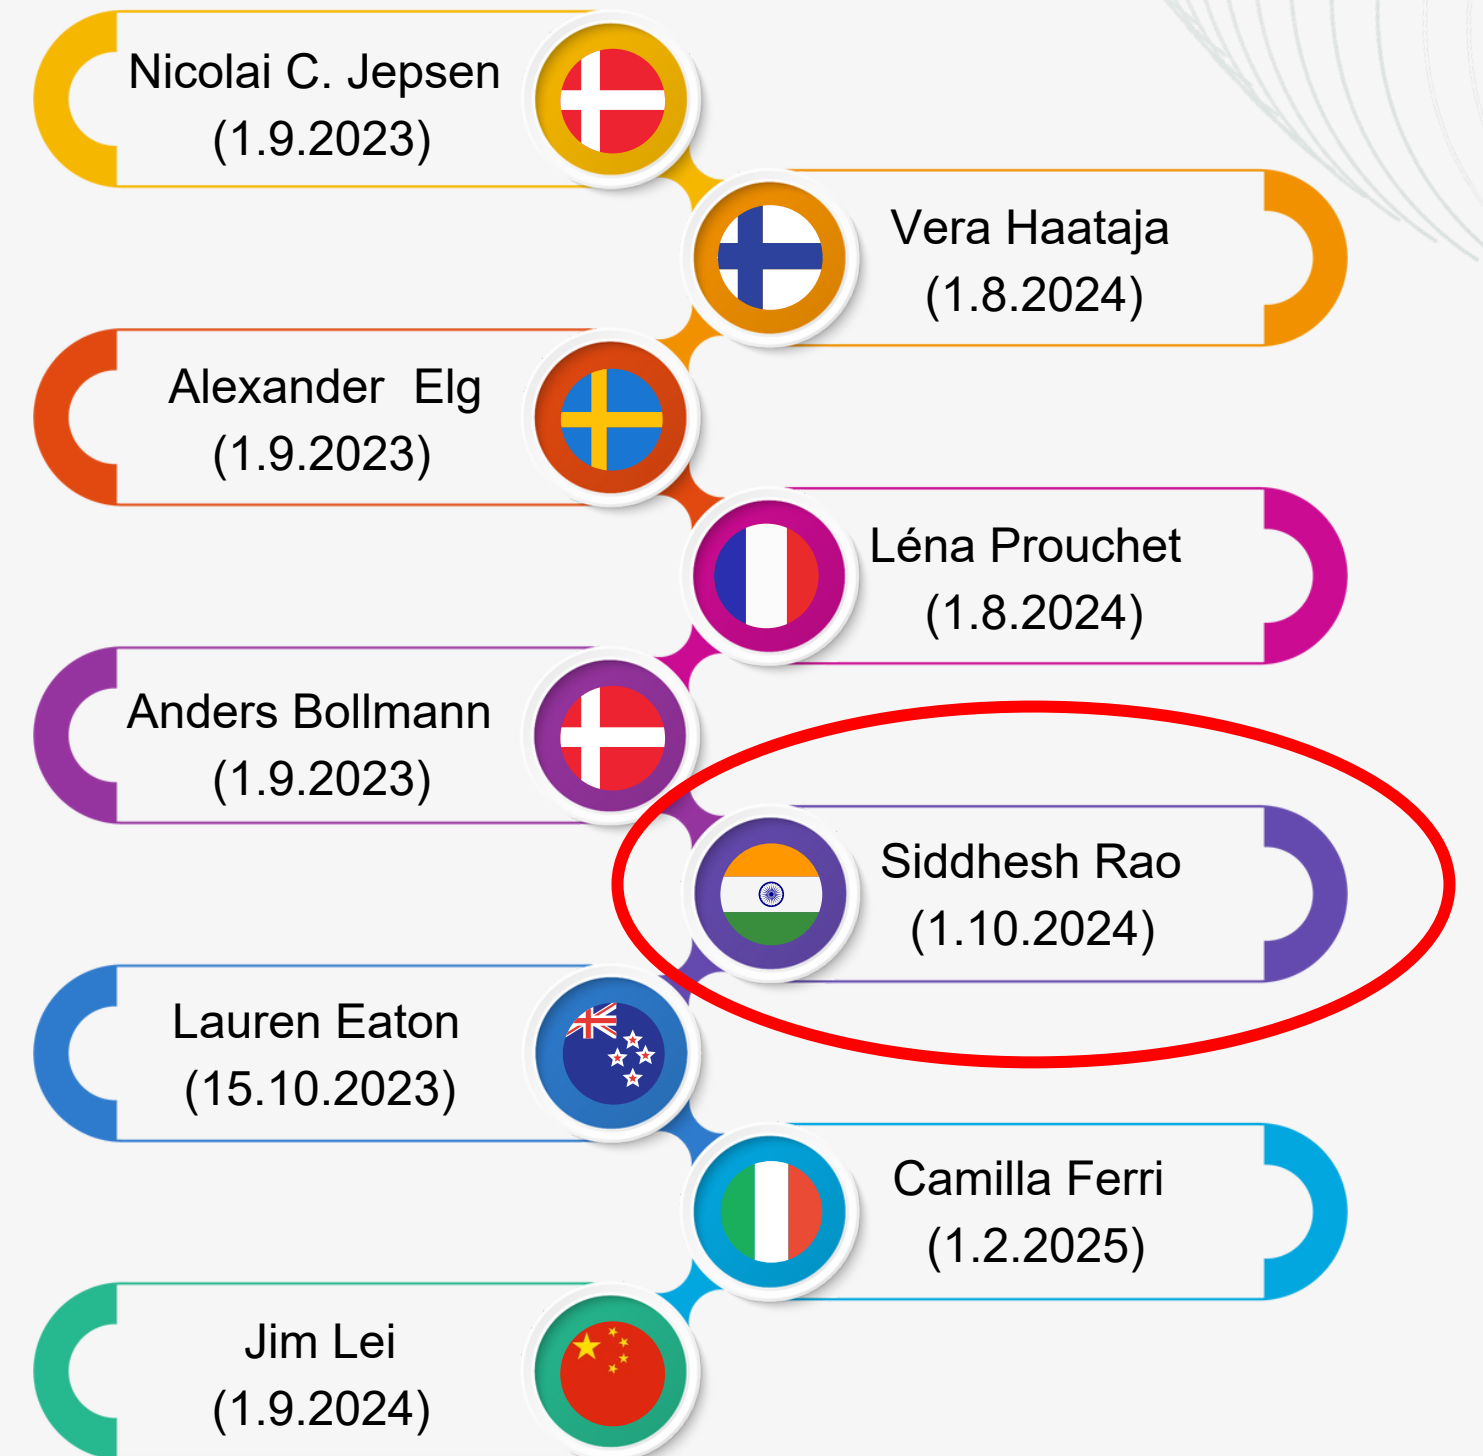 Nicolai C. Jepsen
(1.9.2023)
Vera Haataja
(1.8.2024)
Alexander  Elg
(1.9.2023)
Léna Prouchet
(1.8.2024)
Anders Bollmann
(1.9.2023)
Siddhesh Rao
(1.10.2024)
Lauren Eaton
(15.10.2023)
Camilla Ferri
(1.2.2025)
Jim Lei
(1.9.2024)